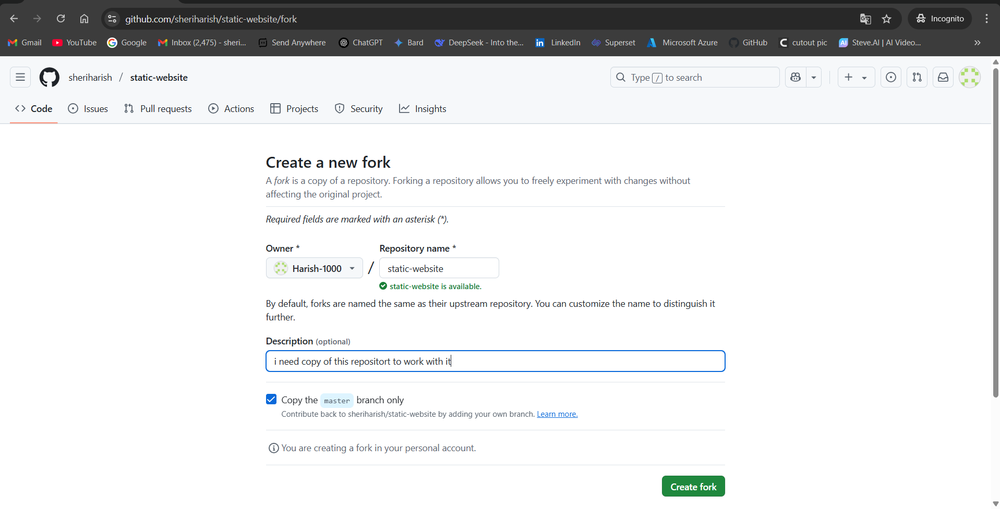 github.com/sheriharish/static-website/fork
Incognito
Gmail YouTube Google Inbox (2,475) - sheri... Send Anywhere ChatGPT Bard DeepSeek - Into the... LinkedIn Superset Microsoft Azure GitHub cutout pic AI Steve.AI | AI Video... »
sheriharish / static-website
Type / to search
Code Issues Pull requests Actions Projects Security Insights
Create a new fork
A fork is a copy of a repository. Forking a repository allows you to freely experiment with changes without
affecting the original project.
Required fields are marked with an asterisk (*).
Owner * Repository name *
Harish-1000 / static-website
static-website is available.
By default, forks are named the same as their upstream repository. You can customize the name to distinguish it
further.
Description (optional)
i need copy of this repositort to work with it
Copy the master branch only
Contribute back to sheriharish/static-website by adding your own branch. Learn more.
You are creating a fork in your personal account.
Create fork